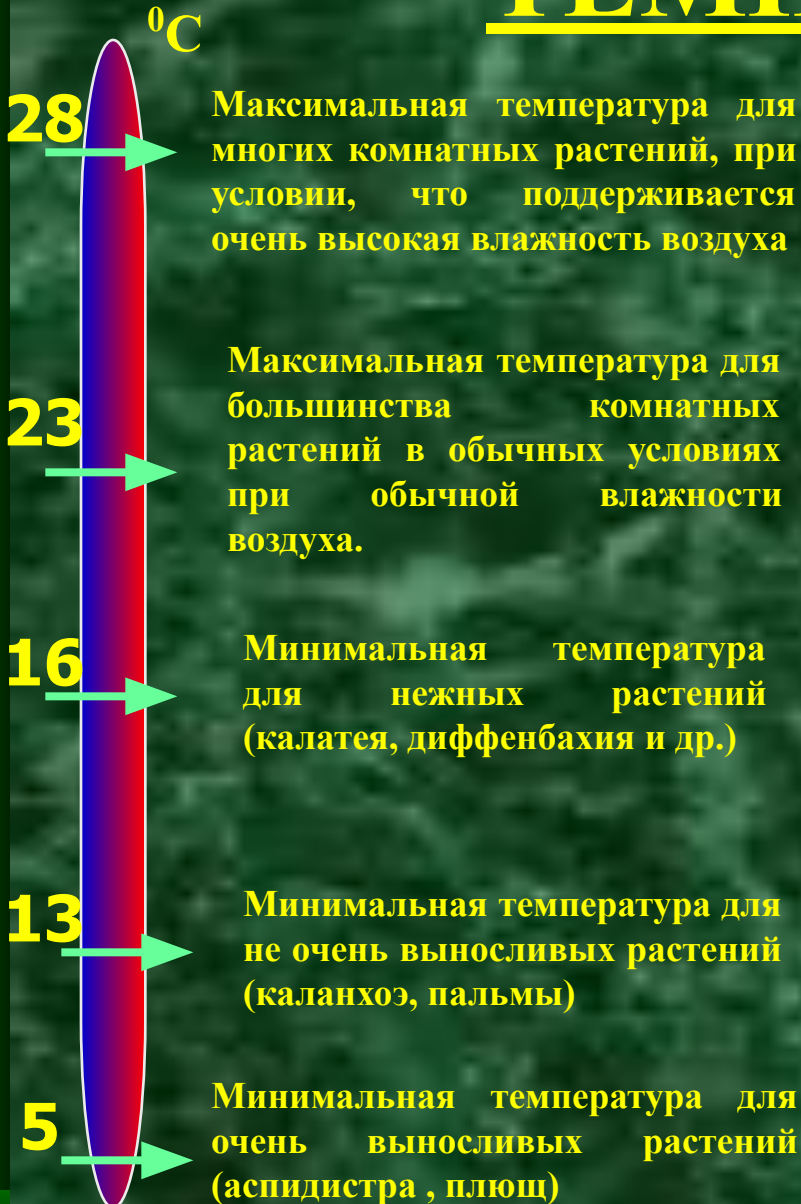 ⁰С
28
Максимальная температура для
многих комнатных растений, при
условии, что поддерживается
очень высокая влажность воздуха
23
Максимальная температура для
большинства комнатных
растений в обычных условиях
при обычной влажности
воздуха.
16
Минимальная температура
для нежных растений
(калатея, диффенбахия и др.)
13
Минимальная температура для
не очень выносливых растений
(каланхоэ, пальмы)
5
Минимальная температура для
очень выносливых растений
(аспидистра , плющ)